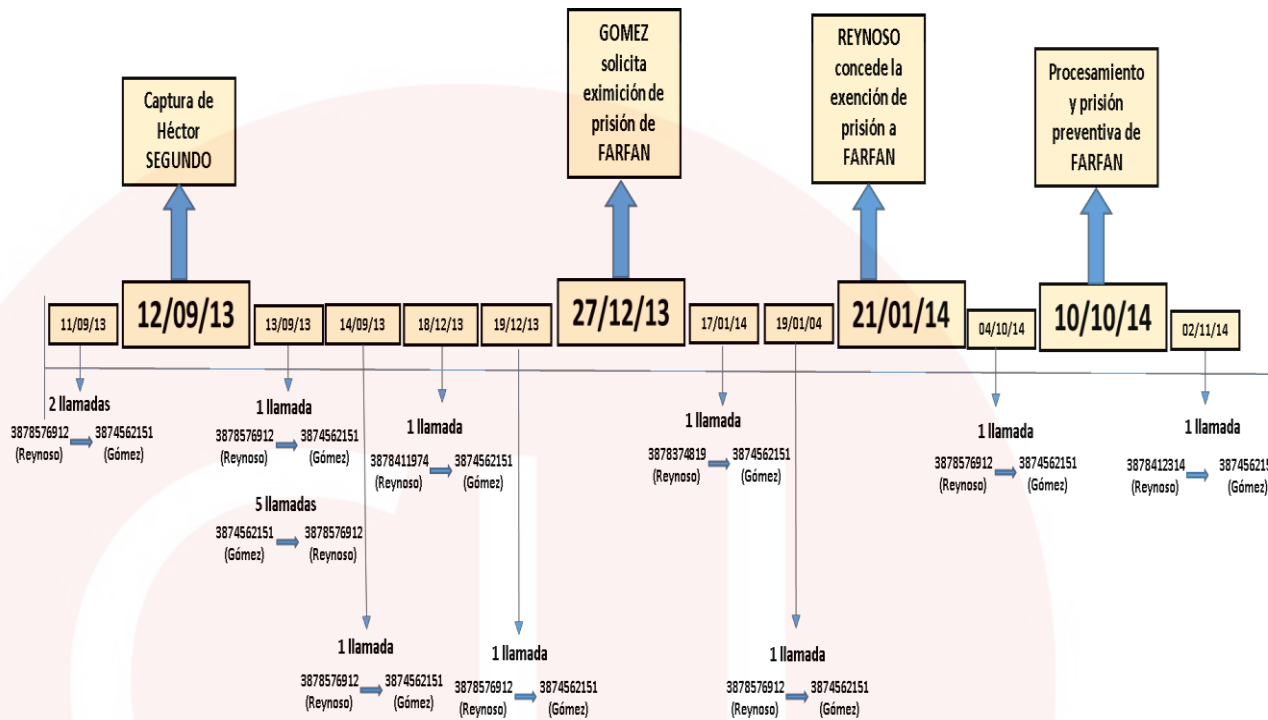 Captura de
Héctor
SEGUNDO
GOMEZ
solicita
eximición de
prisión de
FARFAN
REYNOSO
concede la
exención de
prisión a
FARFAN
Procesamiento
y prisión
preventiva de
FARFAN
11/09/13
12/09/13
13/09/13
14/09/13
18/12/13
19/12/13
27/12/13
17/01/14
19/01/04
21/01/14
04/10/14
10/10/14
02/11/14
2 llamadas
3878576912 3874562151
(Reynoso) (Gómez)
1 llamada
3878576912 3874562151
(Reynoso) (Gómez)
5 llamadas
3874562151 3878576912
(Gómez) (Reynoso)
1 llamada
3878576912 3874562151
(Reynoso) (Gómez)
1 llamada
3878411974 3874562151
(Reynoso) (Gómez)
1 llamada
3878576912 3874562151
(Reynoso) (Gómez)
1 llamada
3878374819 3874562151
(Reynoso) (Gómez)
1 llamada
3878576912 3874562151
(Reynoso) (Gómez)
1 llamada
3878576912 3874562151
(Reynoso) (Gómez)
1 llamada
3878412314 387456215
(Reynoso) (Gómez)